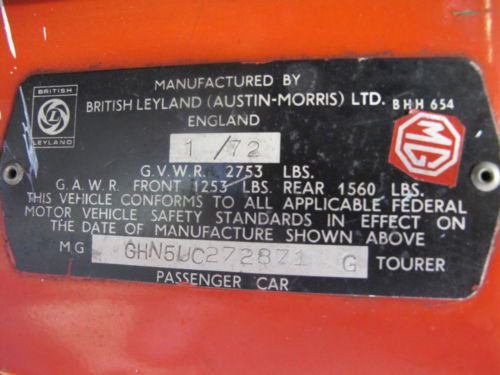 BRITISH
LEYLAND
MANUFACTURED BY
BRITISH LEYLAND (AUSTIN-MORRIS) LTD. BHH 654
ENGLAND
1/72
MG
G.V.W.R. 2753 LBS.
G.A.W.R. FRONT 1253 LBS. REAR 1560 LBS.
THIS VEHICLE CONFORMS TO ALL APPLICABLE FEDERAL
MOTOR VEHICLE SAFETY STANDARDS IN EFFECT ON
THE DATE OF MANUFACTURE SHOWN ABOVE
MG GHN5UC272871 G TOURER
PASSENGER CAR